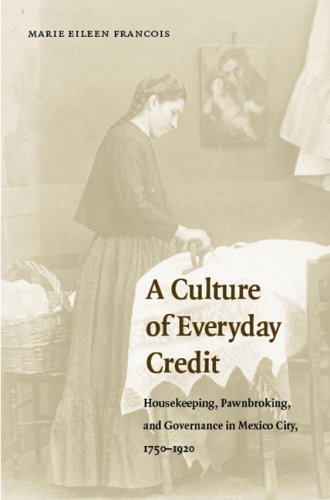 MARIE EILEEN FRANCOIS
A Culture
of Everyday
Credit
Housekeeping, Pawnbroking,
and Governance in Mexico City,
1750–1920